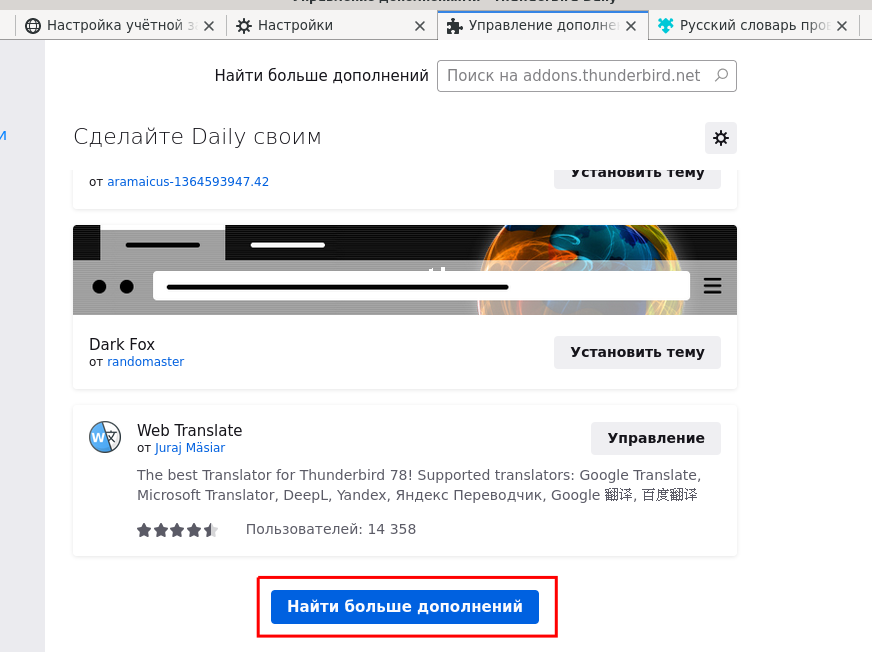 Настройка учётной з
Настройки
Управление дополне
Русский словарь про
и
Найти больше дополнений
Поиск на addons.thunderbird.net
Сделайте Daily своим
от aramaicus-1364593947.42
Установить тему
Dark Fox
от randomaster
Установить тему
W文
Web Translate
от Juraj Mäsiar
Управление
The best Translator for Thunderbird 78! Supported translators: Google Translate,
Microsoft Translator, DeepL, Yandex, Яндекс Переводчик, Google 翻译, 百度翻译
Пользователей: 14 358
Найти больше дополнений